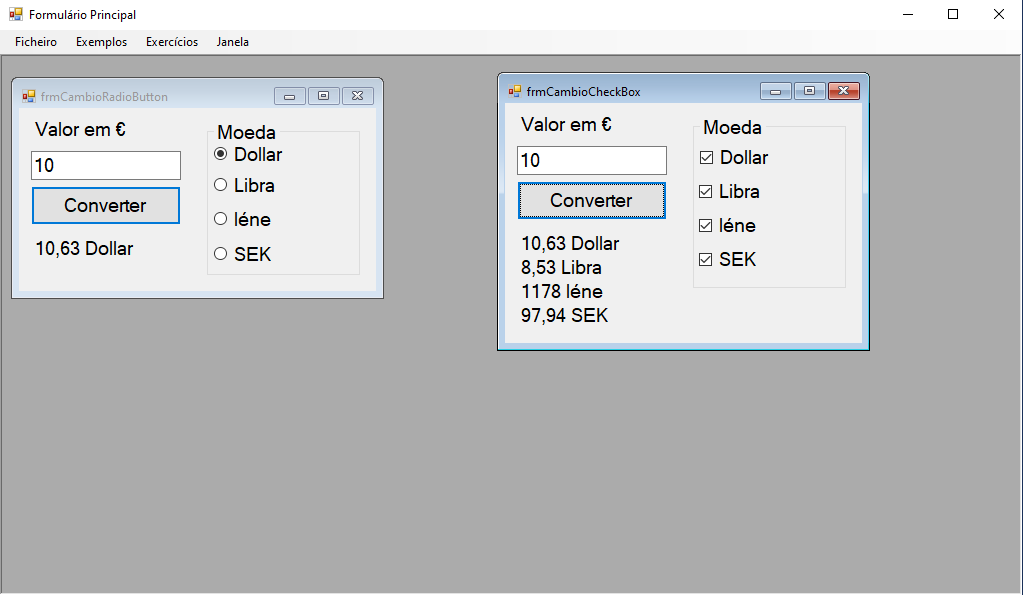 Formulário Principal
Ficheiro Exemplos Exercícios Janela
frmCambioRadioButton
Valor em €
10
Converter
10,63 Dollar
Moeda
Dollar
Libra
Iéne
SEK
frmCambioCheckBox
Valor em €
10
Converter
10,63 Dollar
8,53 Libra
1178 Iéne
97,94 SEK
Moeda
Dollar
Libra
Iéne
SEK